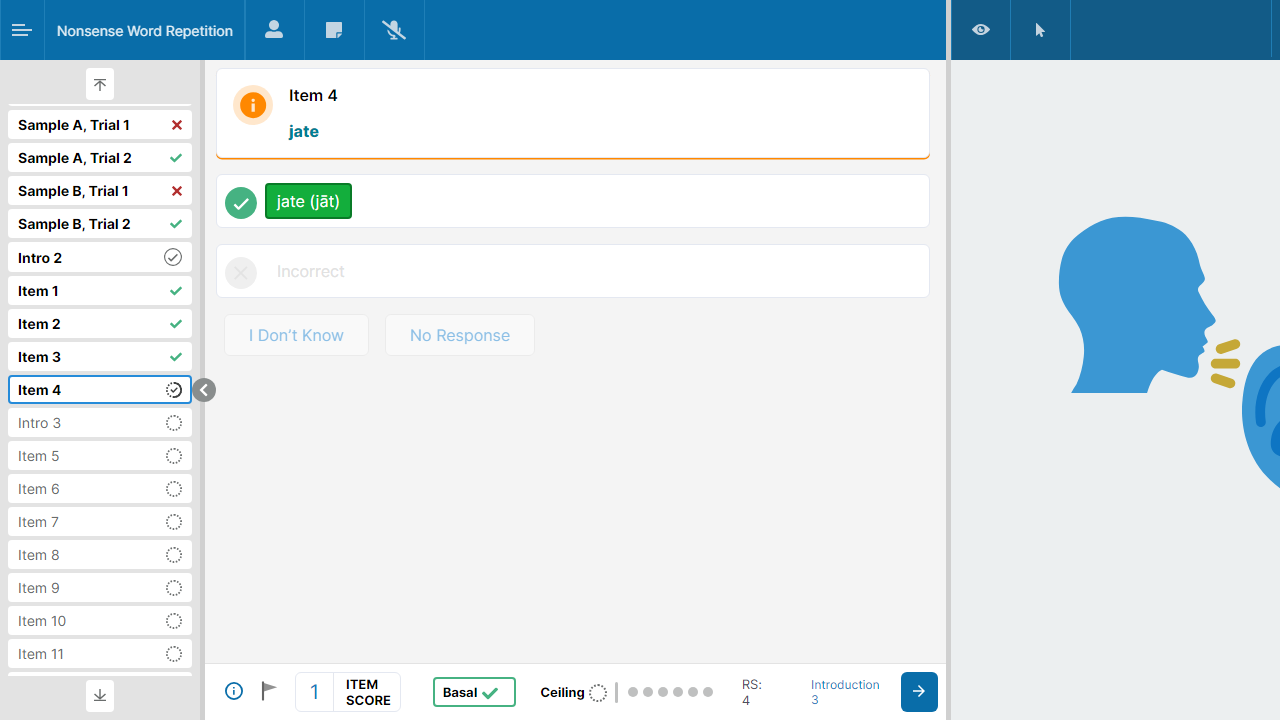 Nonsense Word Repetition
Sample A, Trial 1
Sample A, Trial 2
Sample B, Trial 1
Sample B, Trial 2
Intro 2
Item 1
Item 2
Item 3
Item 4
Intro 3
Item 5
Item 6
Item 7
Item 8
Item 9
Item 10
Item 11
Item 4
jate
jate (jāt)
Incorrect
I Don't Know
No Response
1
ITEM
SCORE
Basal
Ceiling
RS:
4
Introduction
3